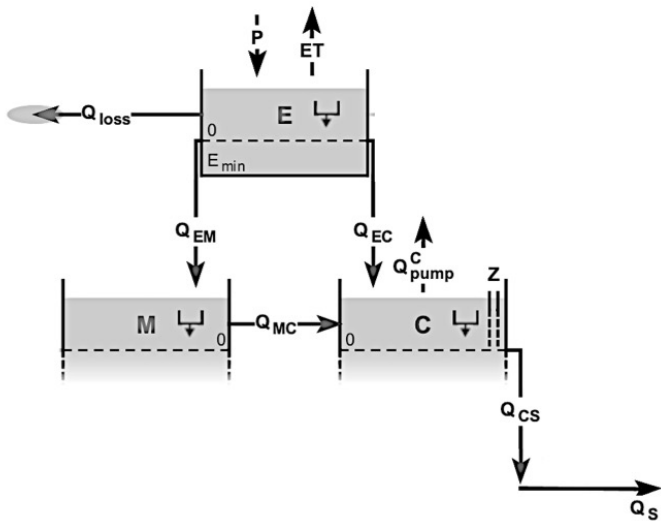 P
ET
Q loss
E
0
E min
Q EM
Q EC
Q C pump
Z
M
0
Q MC
0
C
Q CS
Q S